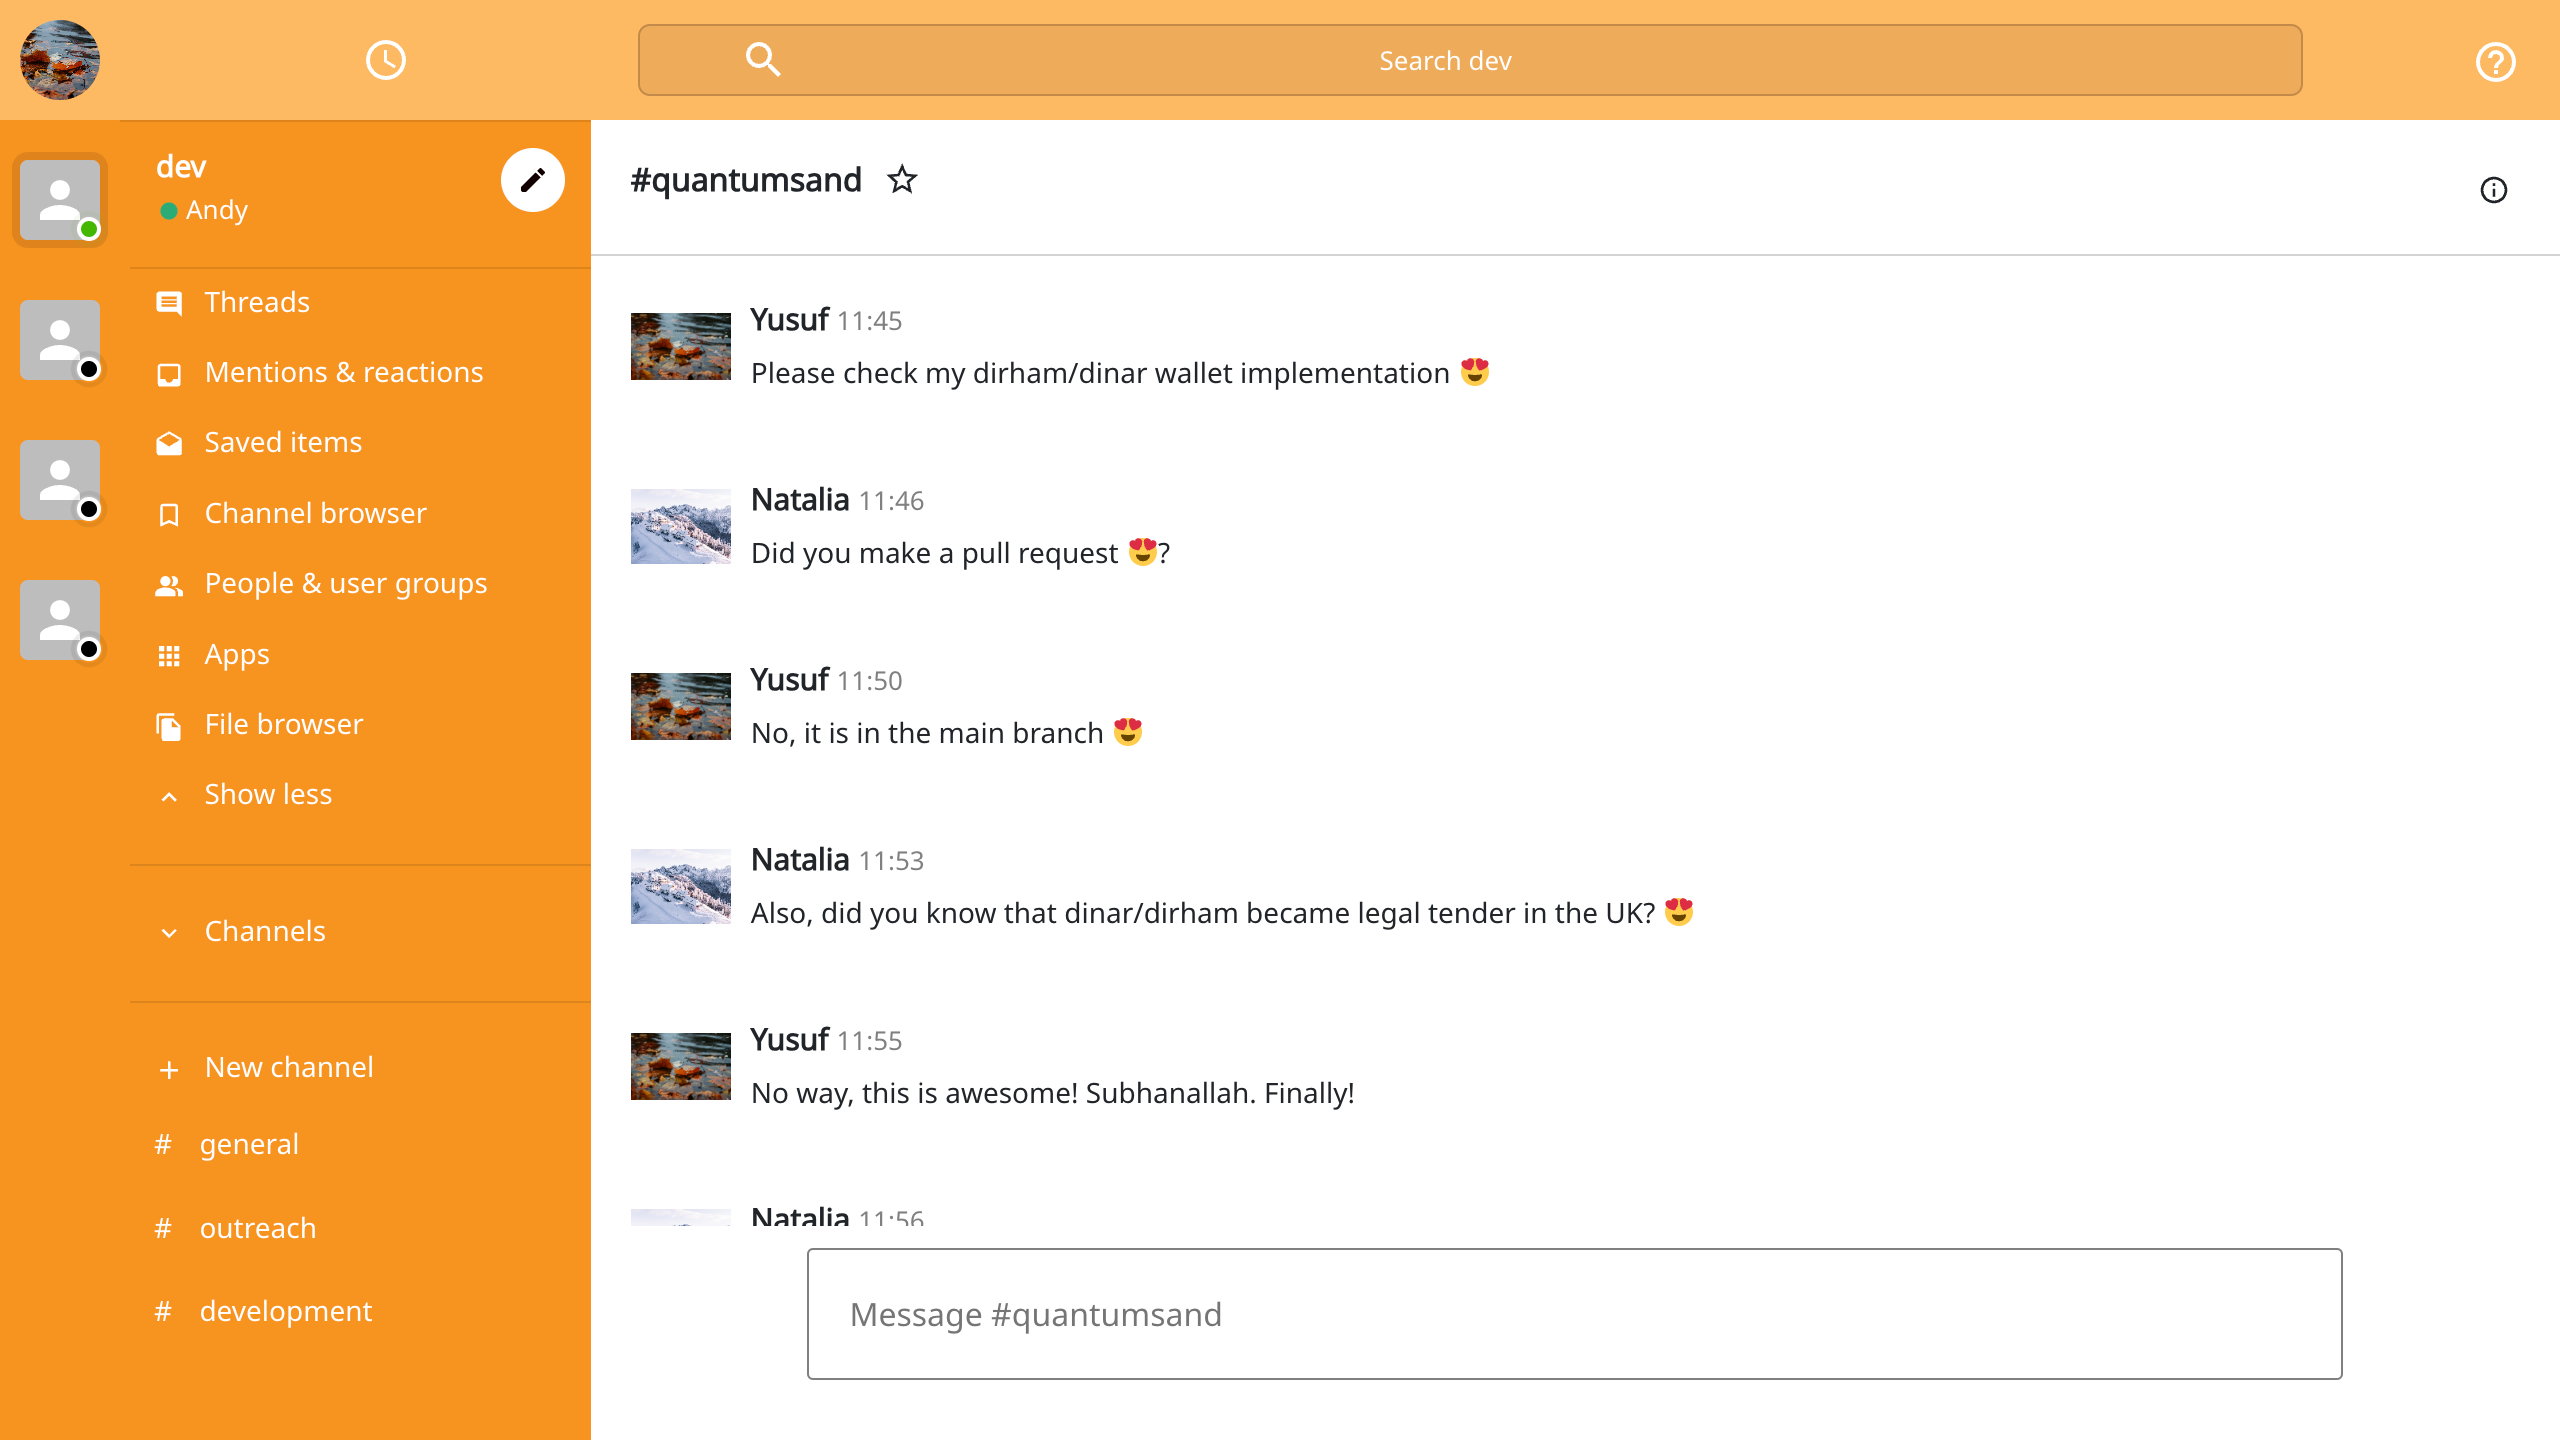 Search dev
dev
Andy
Threads
Mentions & reactions
Saved items
Channel browser
People & user groups
Apps
File browser
Show less
Channels
New channel
# general
# outreach
# development
#quantumsand
Yusuf 11:45
Please check my dirham/dinar wallet implementation 😍
Natalia 11:46
Did you make a pull request 😍?
Yusuf 11:50
No, it is in the main branch 😍
Natalia 11:53
Also, did you know that dinar/dirham became legal tender in the UK? 😍
Yusuf 11:55
No way, this is awesome! Subhanallah. Finally!
Natalia 11:56
Message #quantumsand